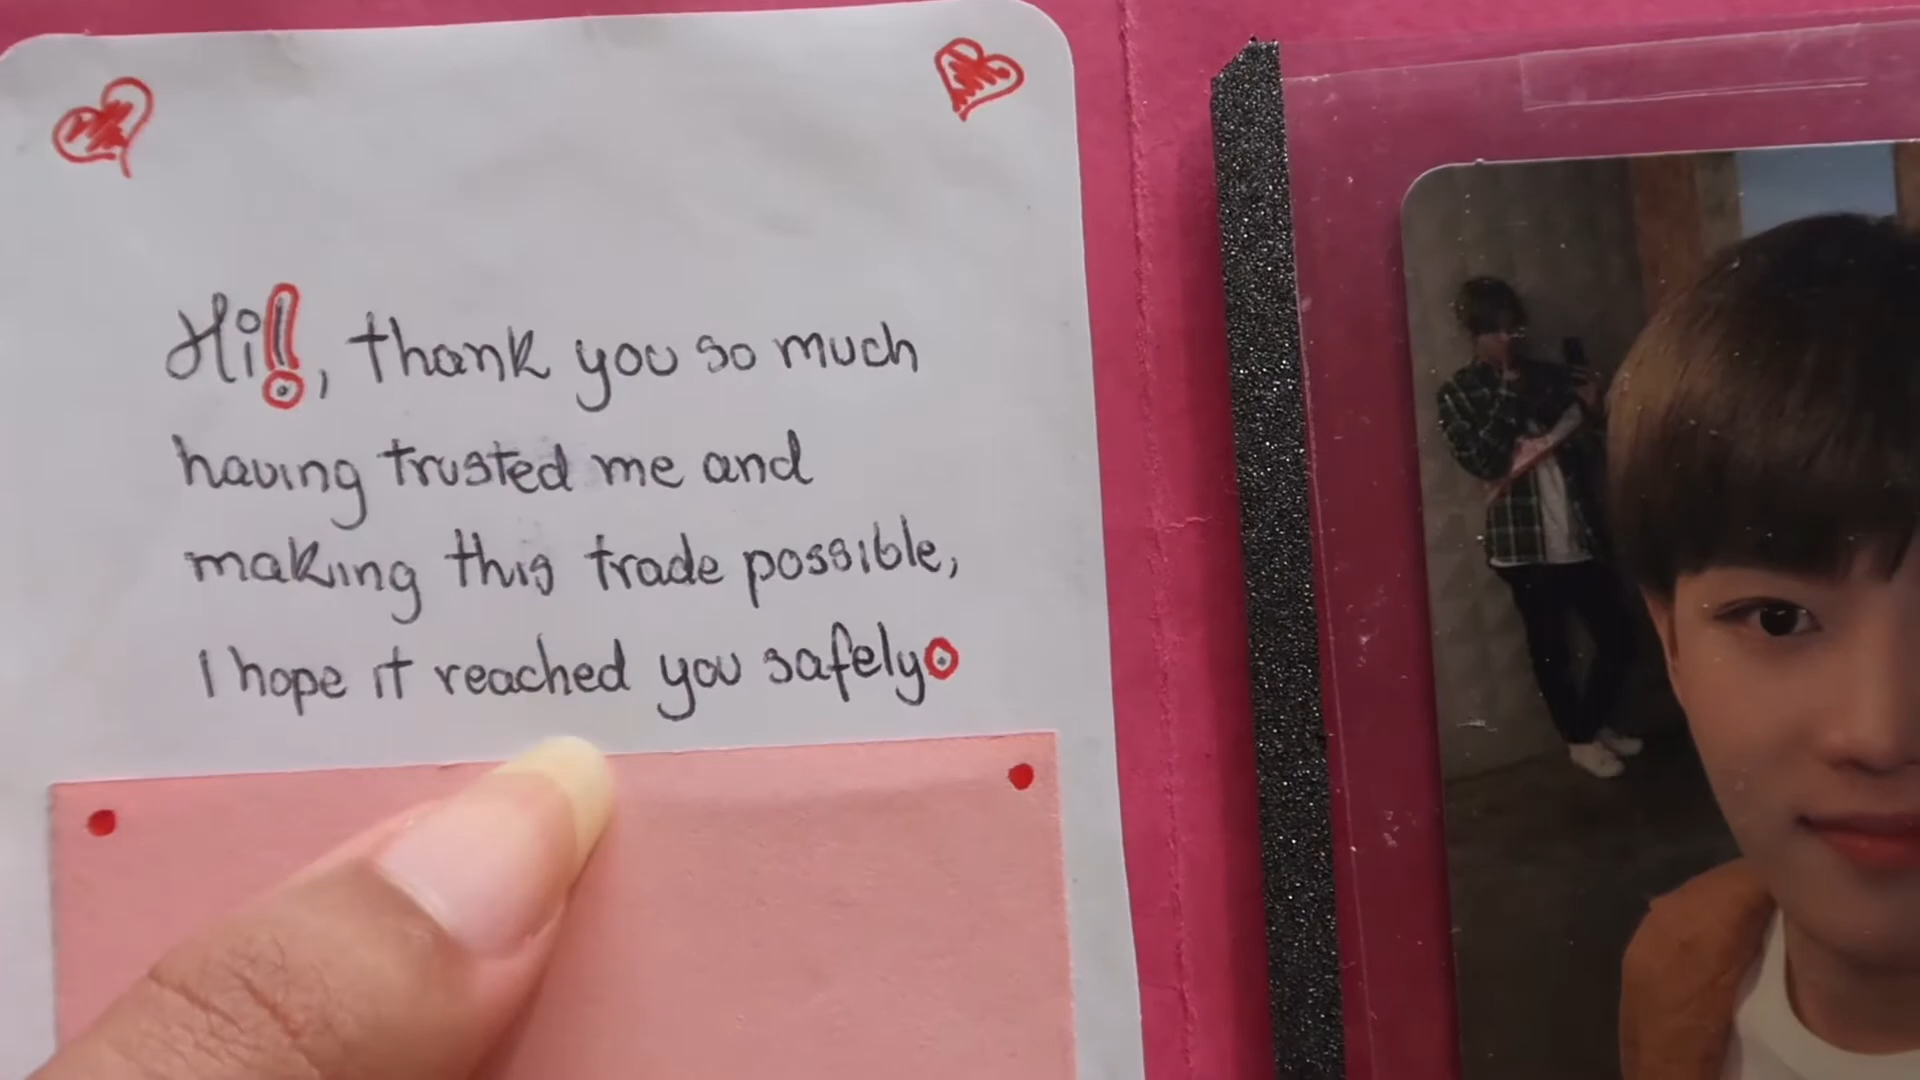 Hi!, thank you so much
having trusted me and
making this trade possible,
I hope it reached you safely.